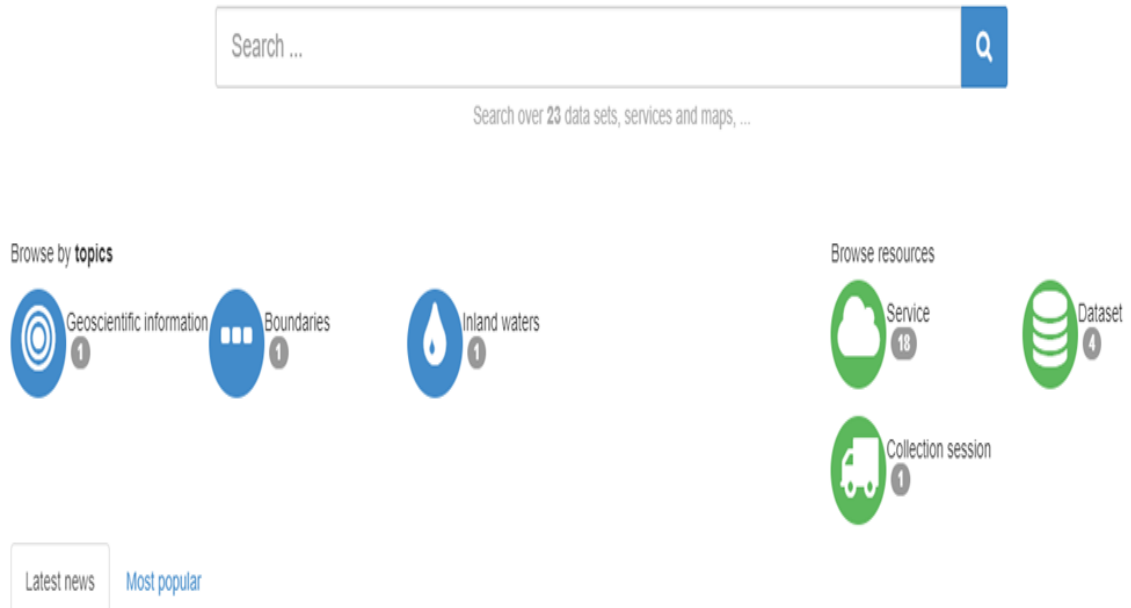 Search ...
Search over 23 data sets, services and maps, ...
Browse by topics
Geoscientific information
1
Boundaries
1
Inland waters
1
Browse resources
Service
18
Dataset
4
Collection session
1
Latest news
Most popular